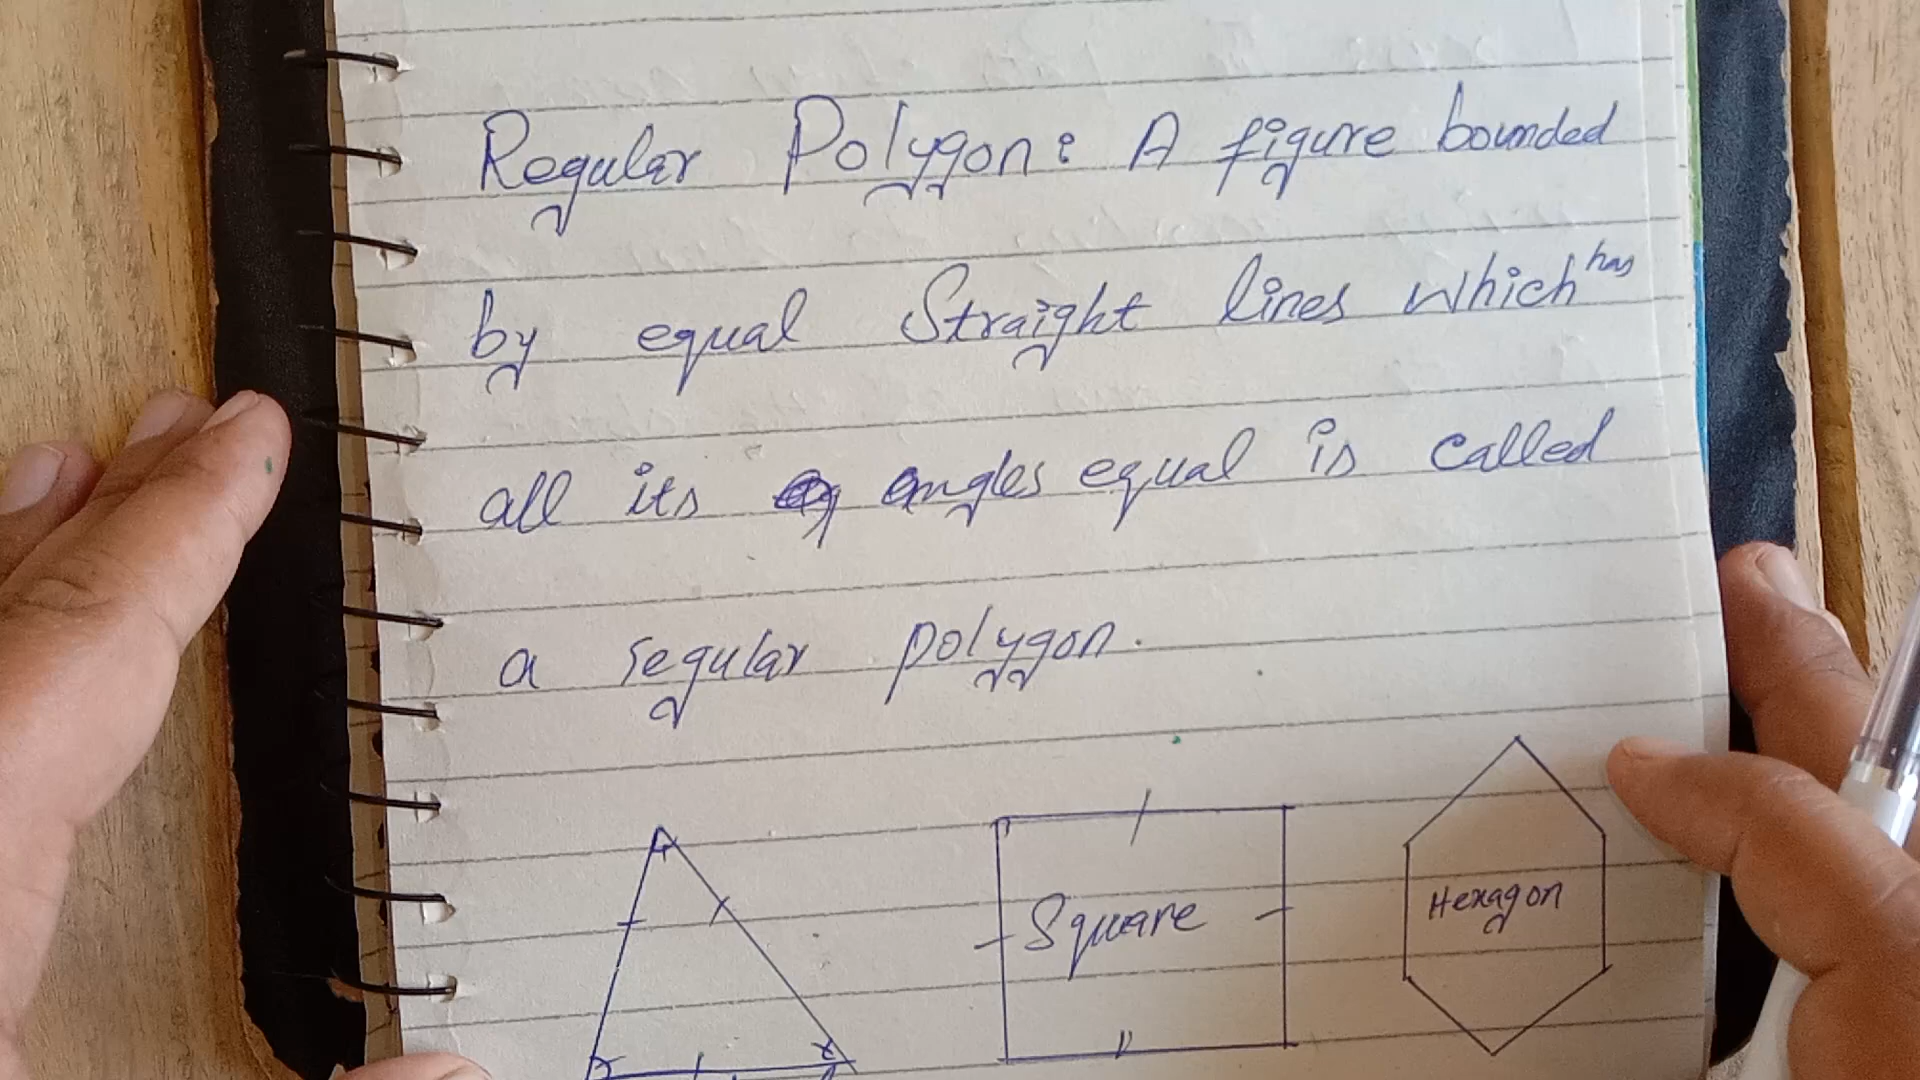 Regular Polygon: A figure bounded
by equal Straight lines which has
all its angles equal is called
a regular polygon.
Square
Hexagon